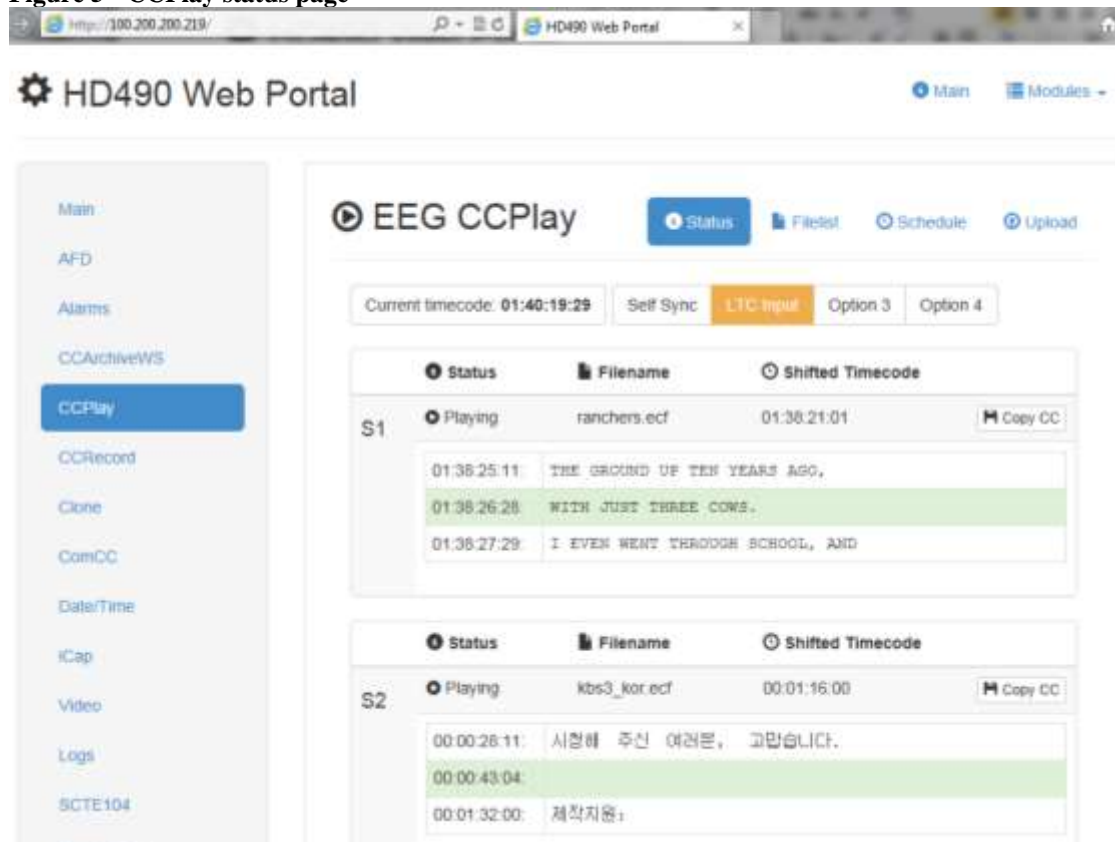 Figure 3 - CCPlay status page
http://100.200.200.219/
HD490 Web Portal
HD490 Web Portal
Main
Modules
Main
AFD
Alarms
CCArchiveWS
CCPlay
CCRecord
Clone
ComCC
Date/Time
iCap
Video
Logs
SCTE104
EEG CCPlay
Status
Filelist
Schedule
Upload
Current timecode: 01:40:19:29
Self Sync
LTC Input
Option 3
Option 4
Status Filename Shifted Timecode
S1
Playing ranchers.ecf 01:38:21:01 Copy CC
01:38:25:11: THE GROUND UP TEN YEARS AGO,
01:38:26:28: WITH JUST THREE COWS.
01:38:27:29: I EVEN WENT THROUGH SCHOOL, AND
Status Filename Shifted Timecode
S2
Playing kbs3_kor.ecf 00:01:16:00 Copy CC
00:00:26:11: 시청해 주신 여러분, 고맙습니다.
00:00:43:04:
00:01:32:00: 제작지원: